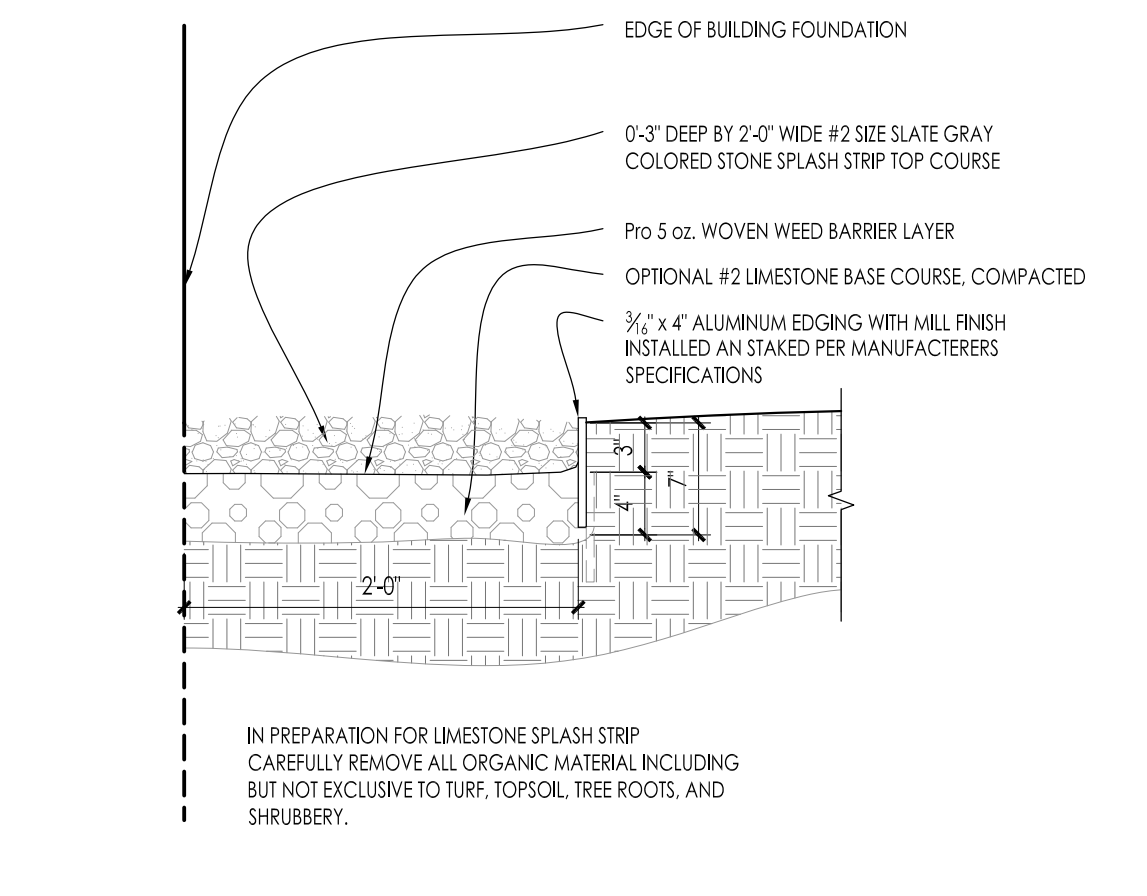 EDGE OF BUILDING FOUNDATION
0'-3" DEEP BY 2'-0" WIDE #2 SIZE SLATE GRAY
COLORED STONE SPLASH STRIP TOP COURSE
Pro 5 oz. WOVEN WEED BARRIER LAYER
OPTIONAL #2 LIMESTONE BASE COURSE, COMPACTED
3/16" x 4" ALUMINUM EDGING WITH MILL FINISH
INSTALLED AN STAKED PER MANUFACTERERS
SPECIFICATIONS
3"
7"
4"
2'-0"
IN PREPARATION FOR LIMESTONE SPLASH STRIP
CAREFULLY REMOVE ALL ORGANIC MATERIAL INCLUDING
BUT NOT EXCLUSIVE TO TURF, TOPSOIL, TREE ROOTS, AND
SHRUBBERY.